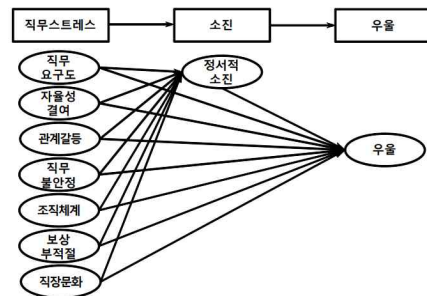 직무스트레스
소진
우울
직무
요구도
정서적
소진
자율성
결여
관계갈등
우울
직무
불안정
조직체계
보상
부적절
직장문화